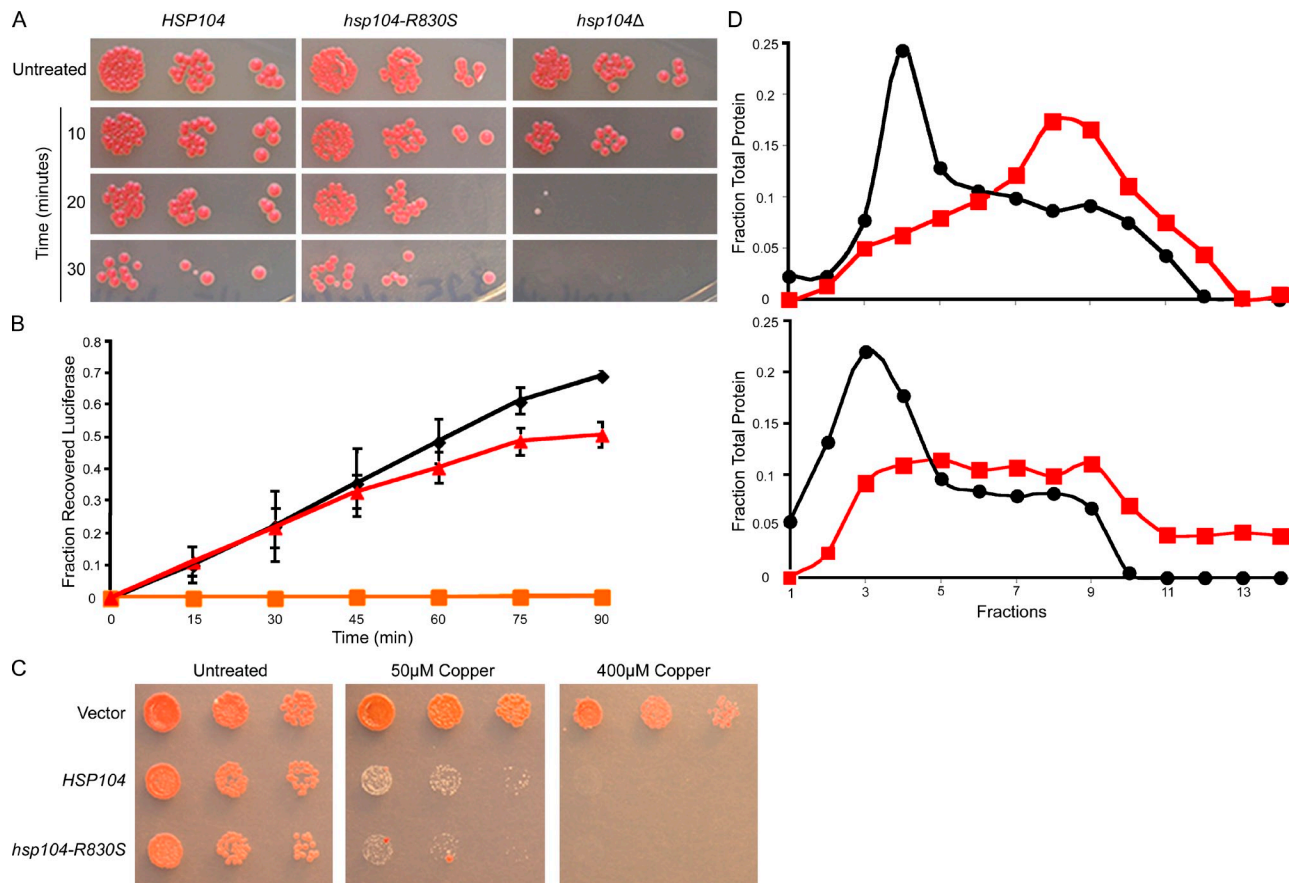 A
HSP104 hsp104-R830S hsp104Δ
Untreated
10
20
30
Time (minutes)
B
0.8
0.7
0.6
0.5
0.4
0.3
0.2
0.1
0
Fraction Recovered Luciferase
0 15 30 45 60 75 90
Time (min)
C
Untreated 50µM Copper 400µM Copper
Vector
HSP104
hsp104-R830S
D
0.25
0.2
0.15
0.1
0.05
0
Fraction Total Protein
0.25
0.2
0.15
0.1
0.05
0
Fraction Total Protein
1 3 5 7 9 11 13
Fractions